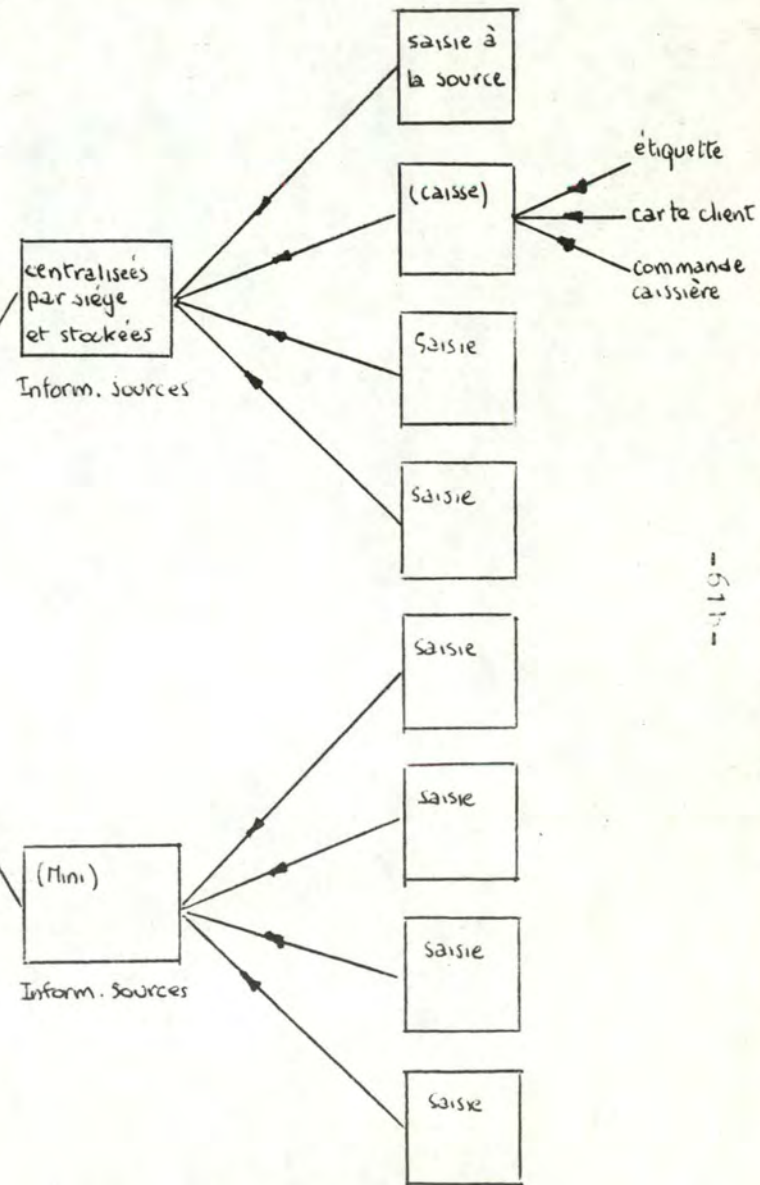 saisie à
la source
(caisse)
étiquette
carte client
commande
caissière
centralisées
par siége
et stockées
Inform. sources
saisie
saisie
-61b-
saisie
saisie
(Mini)
Inform. Sources
saisie
saisie